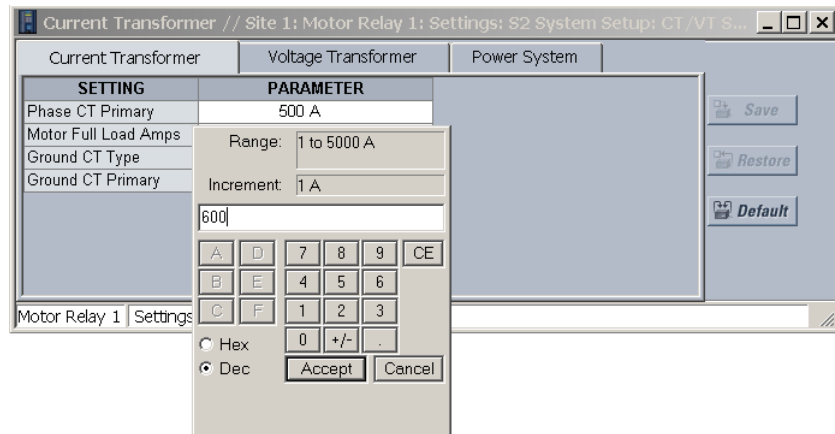 Current Transformer // Site 1: Motor Relay 1: Settings: S2 System Setup: CT/VT S...
Current Transformer Voltage Transformer Power System
SETTING PARAMETER
Phase CT Primary 500 A
Motor Full Load Amps
Ground CT Type
Ground CT Primary
Range: 1 to 5000 A
Increment: 1 A
600
A D 7 8 9 CE
B E 4 5 6
C F 1 2 3
0 +/- .
Hex
Dec
Accept Cancel
Save
Restore
Default
Motor Relay 1 Settings